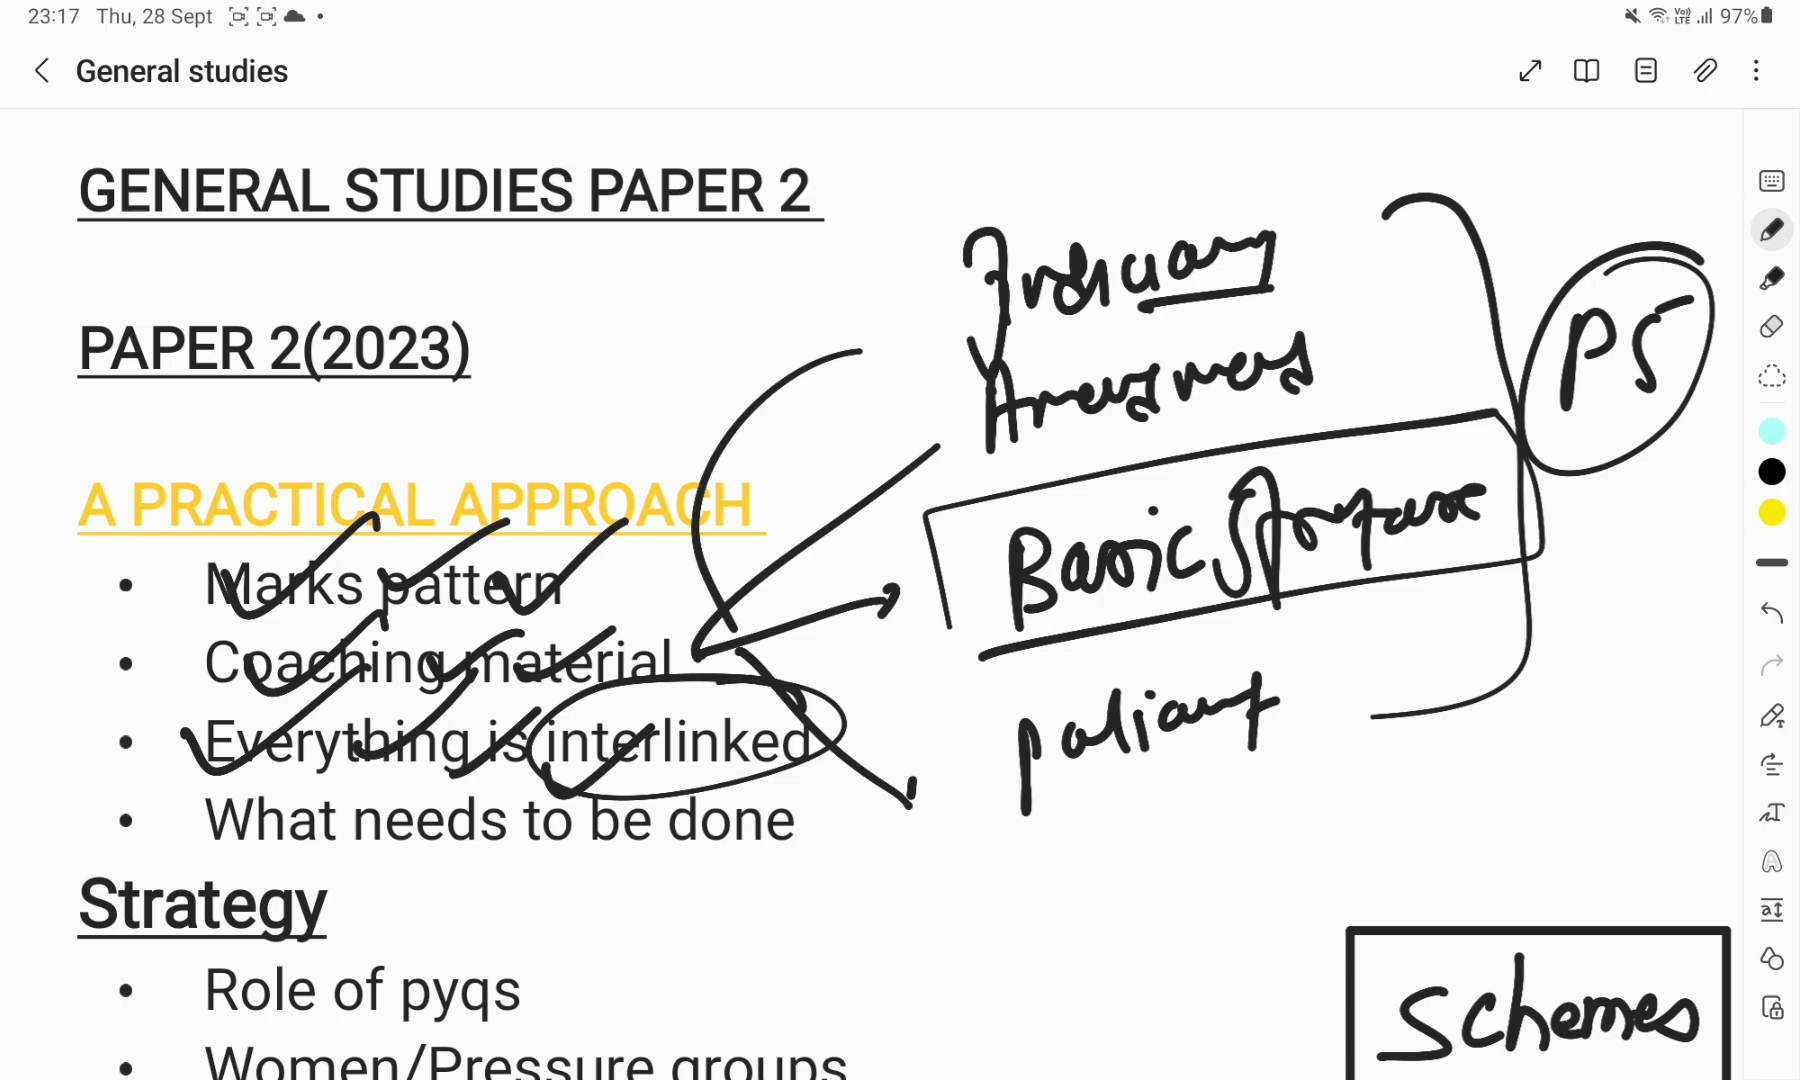 23:17 Thu, 28 Sept
Vo)) LTE 97%
General studies
GENERAL STUDIES PAPER 2
PAPER 2(2023)
A PRACTICAL APPROACH
• Marks pattern
• Coaching material
• Everything is interlinked
• What needs to be done
Strategy
• Role of pyqs
• Women/Pressure groups
Judiciary
Basic Structure
PS
Schemes